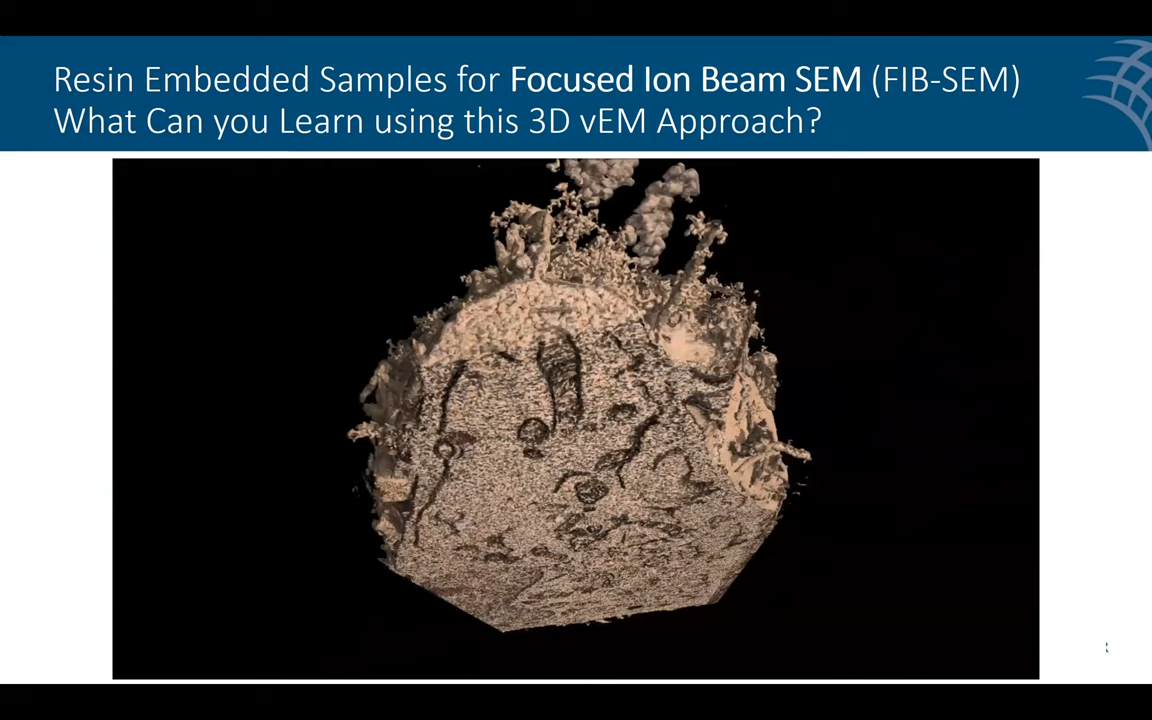 Resin Embedded Samples for Focused Ion Beam SEM (FIB-SEM)
What Can you Learn using this 3D vEM Approach?